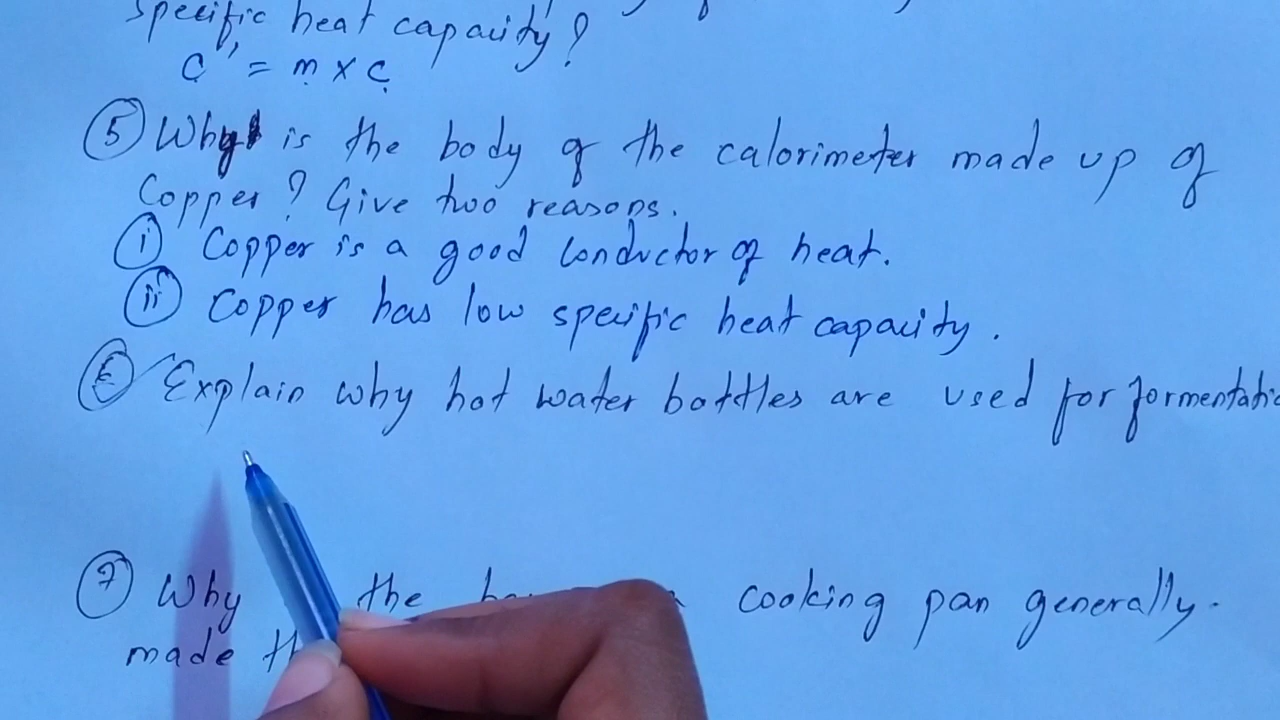 specific heat capacity?
C' = m × c
⑤ Why is the body of the calorimeter made up of
Copper? Give two reasons.
ⓘ Copper is a good conductor of heat.
ⓘⓘ Copper has low specific heat capacity.
⑥ Explain why hot water bottles are used for formentatio
⑦ Why the cooking pan generally.
made